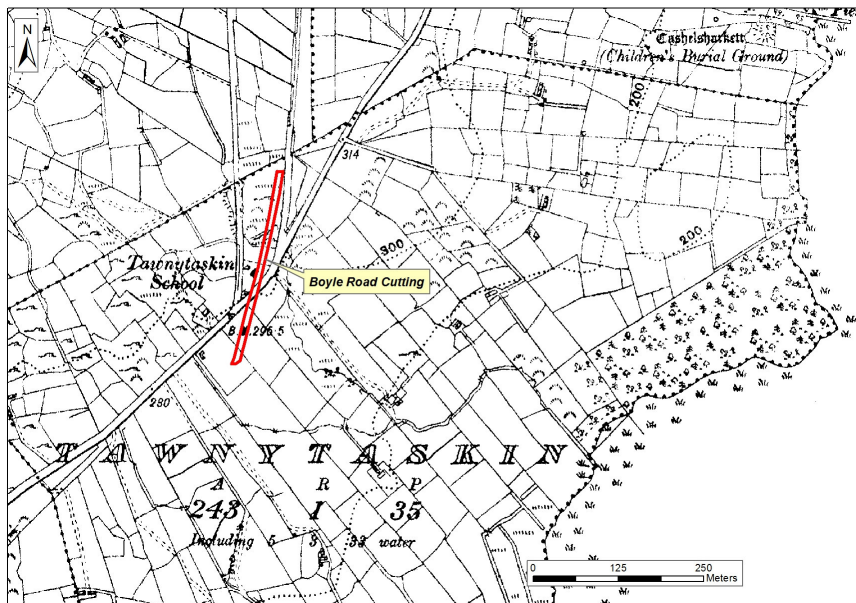 N
Cashelsharkett
(Children's Burial Ground)
200
314
300
200
Tawnytaskin
School
Boyle Road Cutting
B.M.296.5
280
TAWNYTASKIN
A R P
243 1 35
Including 5 3 33 water
0 125 250
Meters